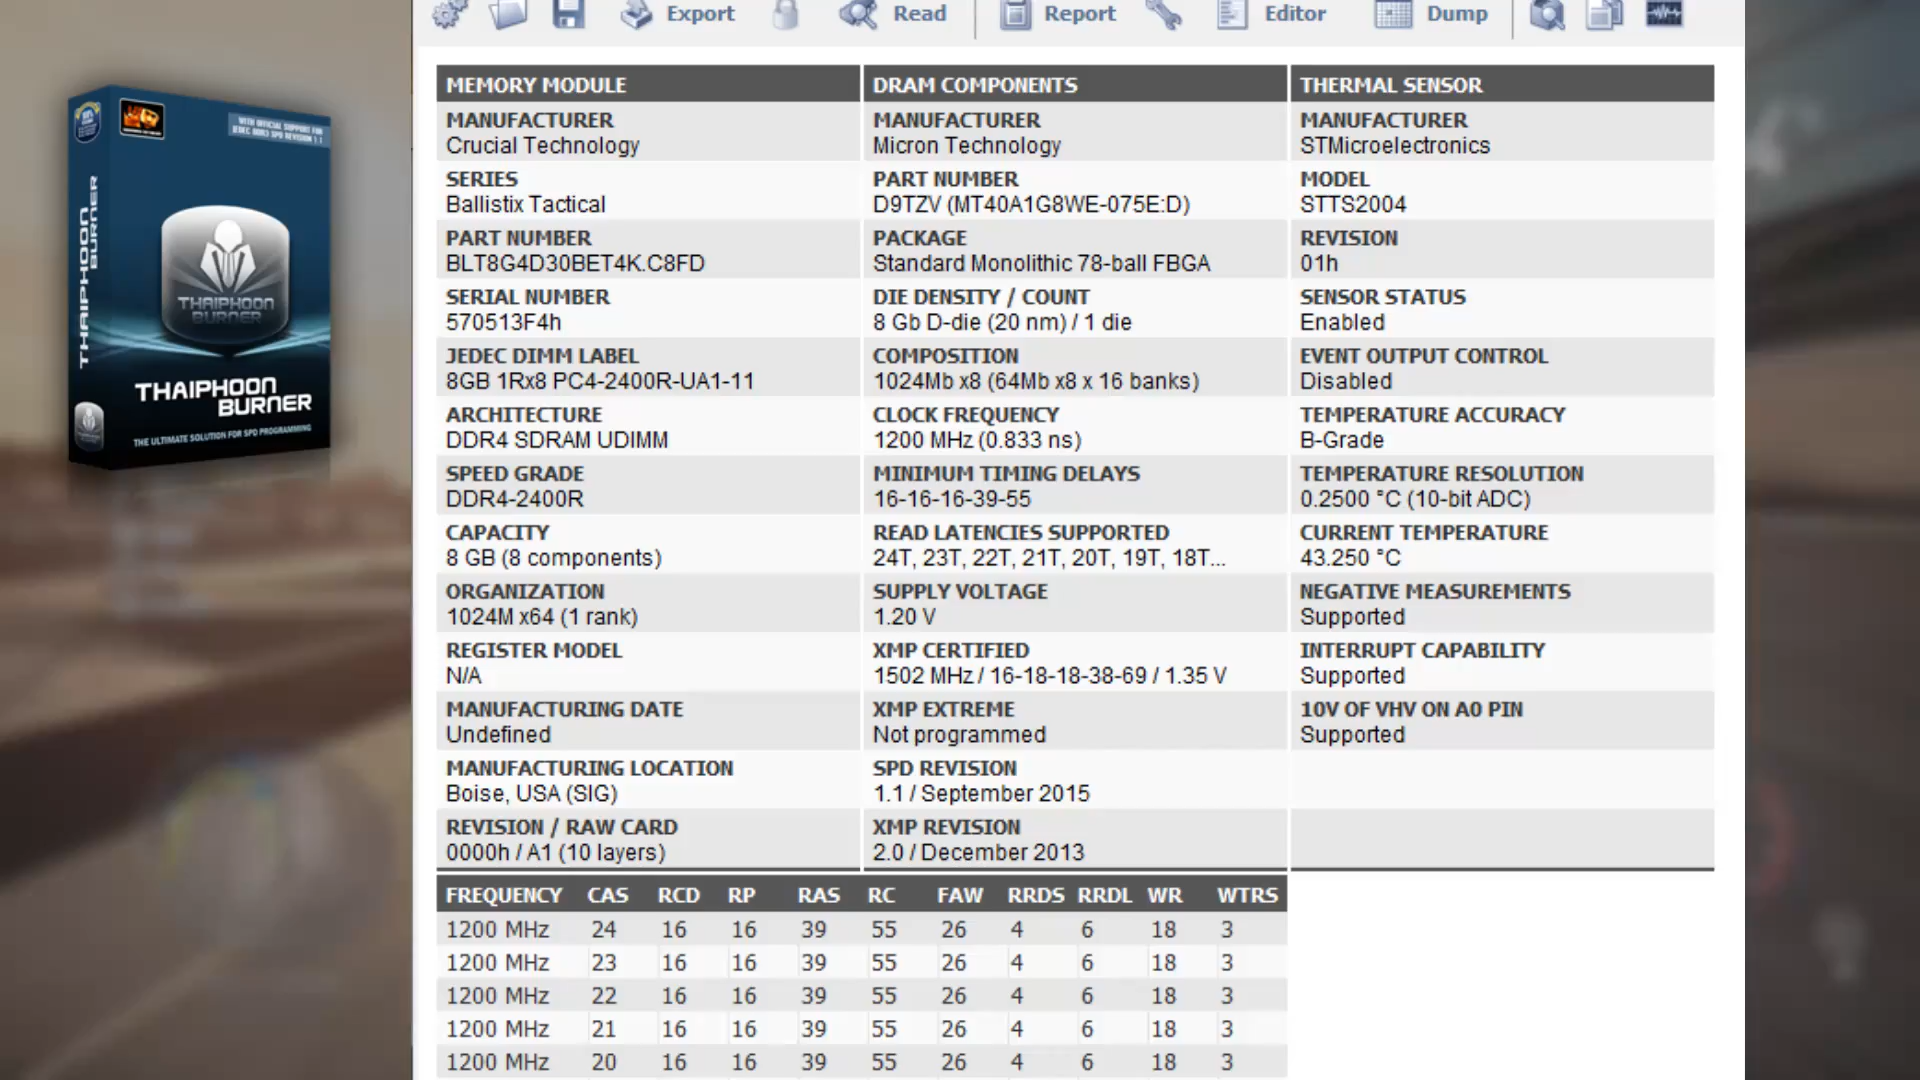 Export
Read
Report
Editor
Dump
WITH OFFICIAL SUPPORT FOR
JEDEC DDR3 SPD REVISION 1.1
THAIPHOON
BURNER
THAIPHOON
BURNER
THAIPHOON
BURNER
THE ULTIMATE SOLUTION FOR SPD PROGRAMMING
MEMORY MODULE
MANUFACTURER
Crucial Technology
SERIES
Ballistix Tactical
PART NUMBER
BLT8G4D30BET4K.C8FD
SERIAL NUMBER
570513F4h
JEDEC DIMM LABEL
8GB 1Rx8 PC4-2400R-UA1-11
ARCHITECTURE
DDR4 SDRAM UDIMM
SPEED GRADE
DDR4-2400R
CAPACITY
8 GB (8 components)
ORGANIZATION
1024M x64 (1 rank)
REGISTER MODEL
N/A
MANUFACTURING DATE
Undefined
MANUFACTURING LOCATION
Boise, USA (SIG)
REVISION / RAW CARD
0000h / A1 (10 layers)
DRAM COMPONENTS
MANUFACTURER
Micron Technology
PART NUMBER
D9TZV (MT40A1G8WE-075E:D)
PACKAGE
Standard Monolithic 78-ball FBGA
DIE DENSITY / COUNT
8 Gb D-die (20 nm) / 1 die
COMPOSITION
1024Mb x8 (64Mb x8 x 16 banks)
CLOCK FREQUENCY
1200 MHz (0.833 ns)
MINIMUM TIMING DELAYS
16-16-16-39-55
READ LATENCIES SUPPORTED
24T, 23T, 22T, 21T, 20T, 19T, 18T...
SUPPLY VOLTAGE
1.20 V
XMP CERTIFIED
1502 MHz / 16-18-18-38-69 / 1.35 V
XMP EXTREME
Not programmed
SPD REVISION
1.1 / September 2015
XMP REVISION
2.0 / December 2013
THERMAL SENSOR
MANUFACTURER
STMicroelectronics
MODEL
STTS2004
REVISION
01h
SENSOR STATUS
Enabled
EVENT OUTPUT CONTROL
Disabled
TEMPERATURE ACCURACY
B-Grade
TEMPERATURE RESOLUTION
0.2500 °C (10-bit ADC)
CURRENT TEMPERATURE
43.250 °C
NEGATIVE MEASUREMENTS
Supported
INTERRUPT CAPABILITY
Supported
10V OF VHV ON A0 PIN
Supported
FREQUENCY CAS RCD RP RAS RC FAW RRDS RRDL WR WTRS
1200 MHz 24 16 16 39 55 26 4 6 18 3
1200 MHz 23 16 16 39 55 26 4 6 18 3
1200 MHz 22 16 16 39 55 26 4 6 18 3
1200 MHz 21 16 16 39 55 26 4 6 18 3
1200 MHz 20 16 16 39 55 26 4 6 18 3